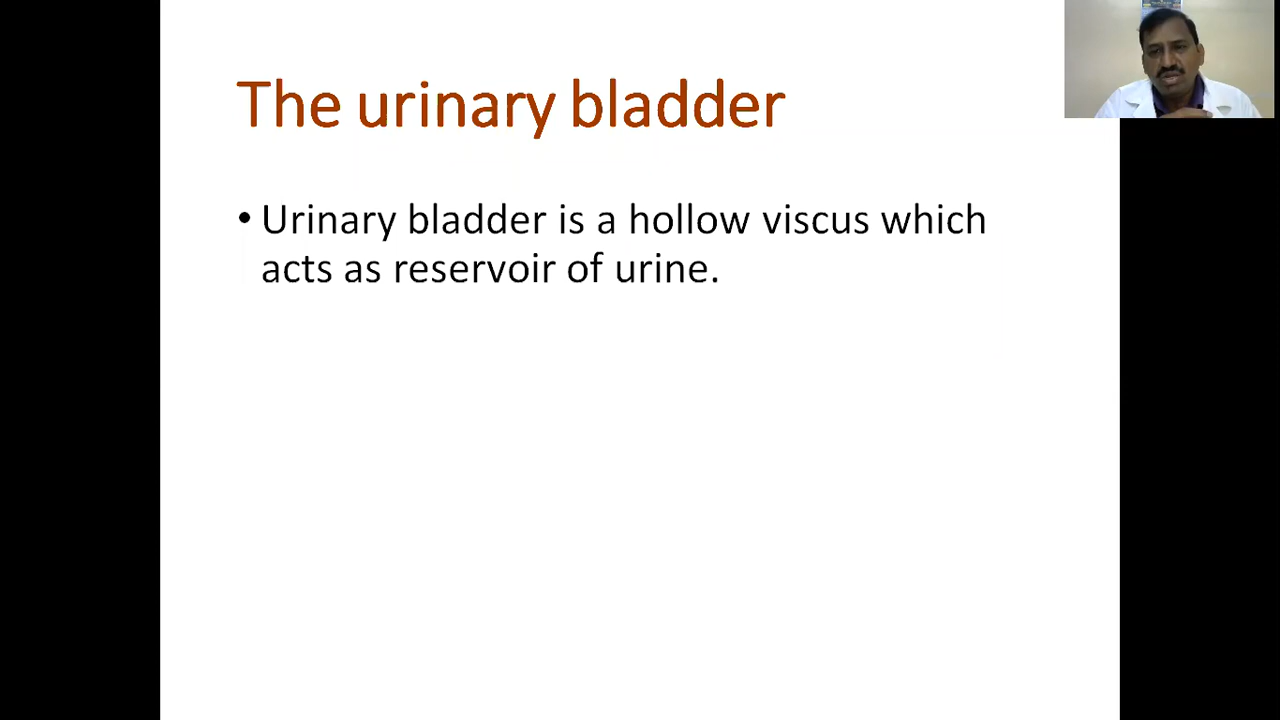 The urinary bladder
• Urinary bladder is a hollow viscus which
acts as reservoir of urine.